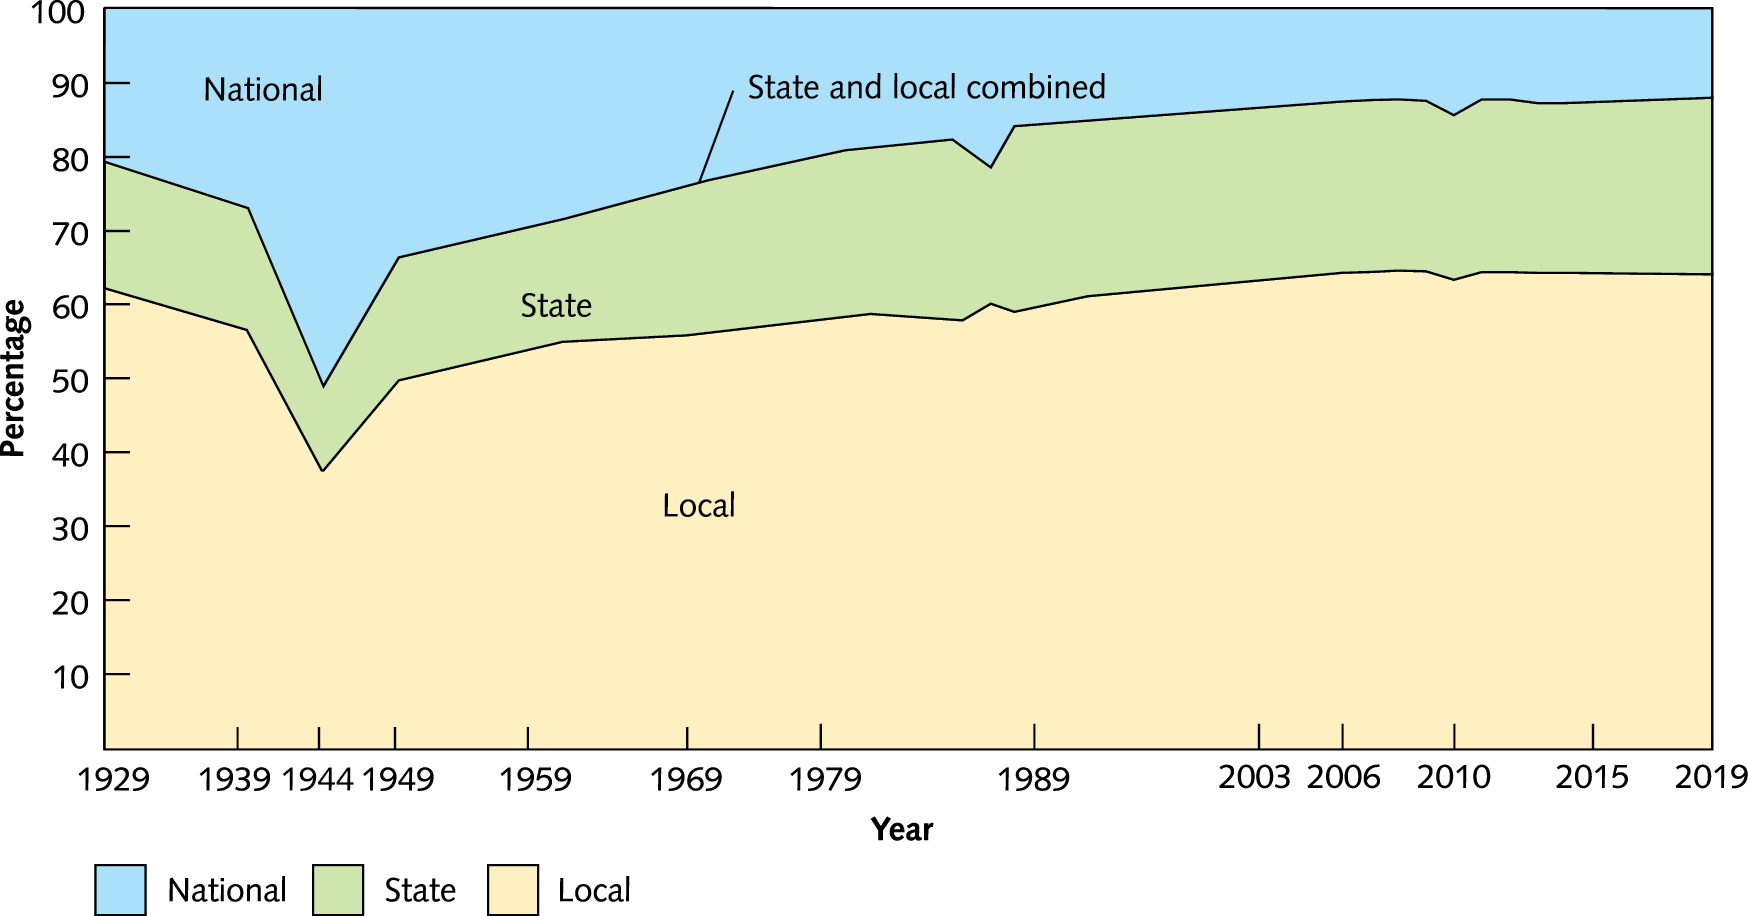 100
90
80
70
60
50
40
30
20
10
Percentage
National
State and local combined
State
Local
1929 1939 1944 1949 1959 1969 1979 1989 2003 2006 2010 2015 2019
Year
National State Local